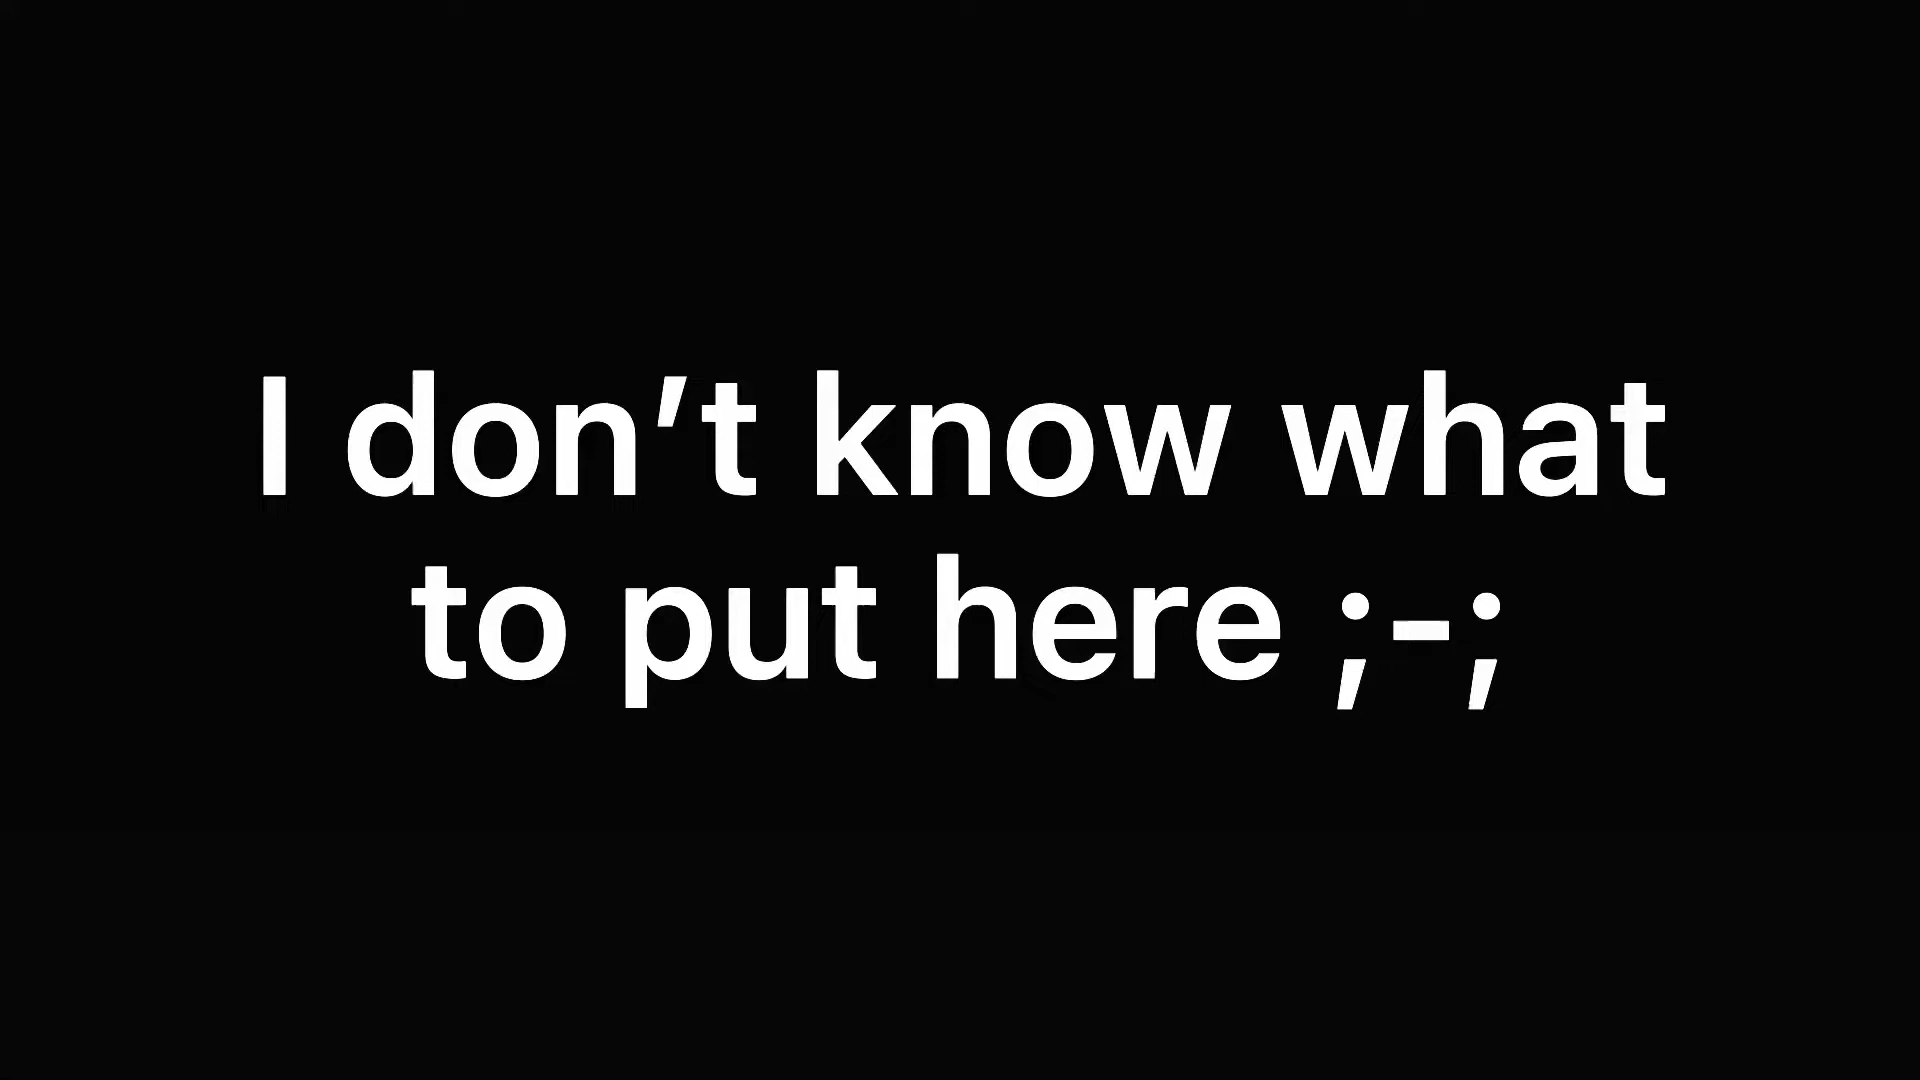 I don’t know what
to put here ;-;